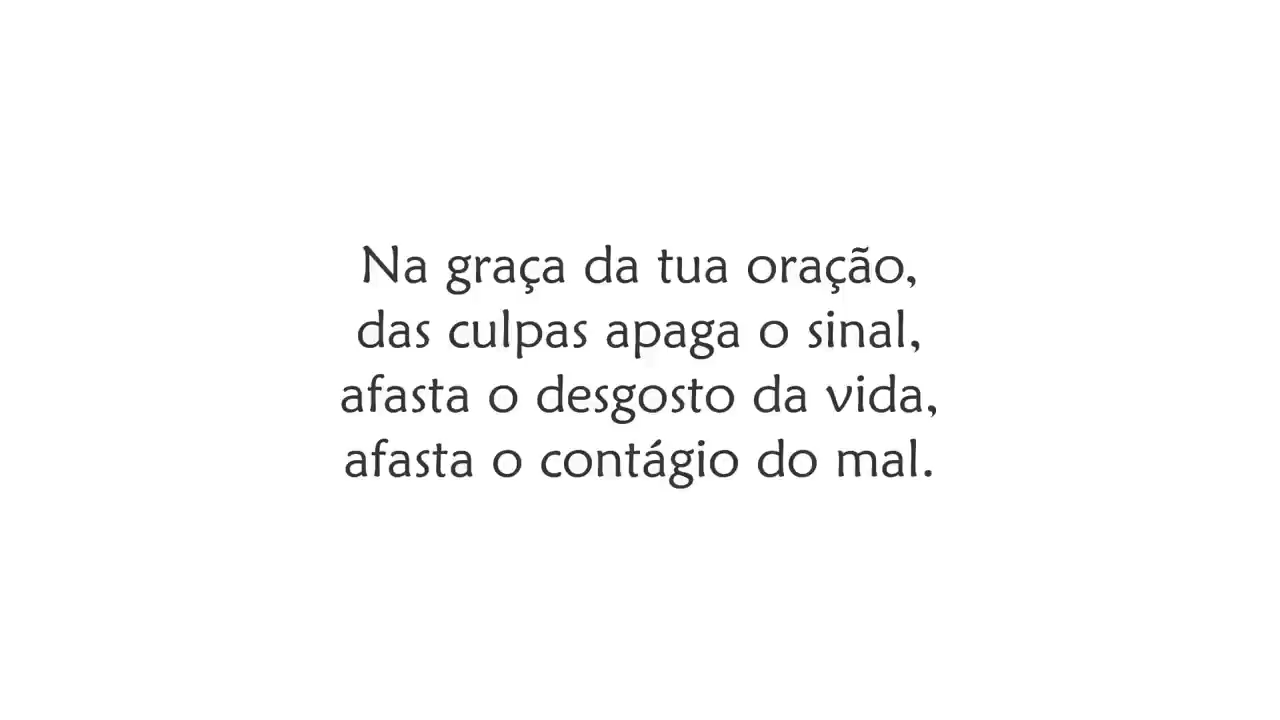 Na graça da tua oração,
das culpas apaga o sinal,
afasta o desgosto da vida,
afasta o contágio do mal.